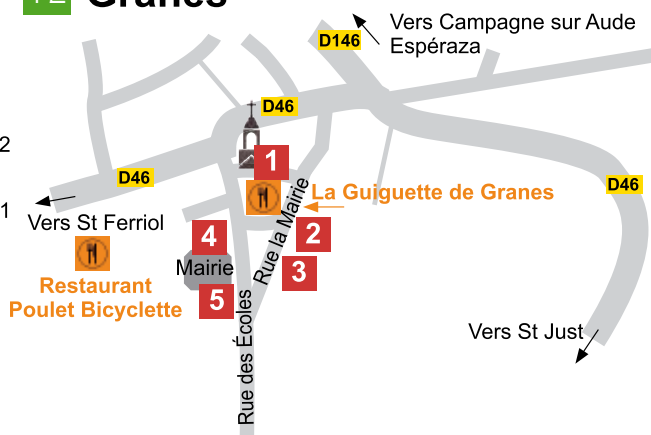 Granes
Vers Campagne sur Aude
Espéraza
D146
D46
2
1
D46
D46
1
La Guiguette de Granes
Vers St Ferriol
Rue la Mairie
2
4
Mairie
3
Restaurant
Poulet Bicyclette
5
Rue des Écoles
Vers St Just